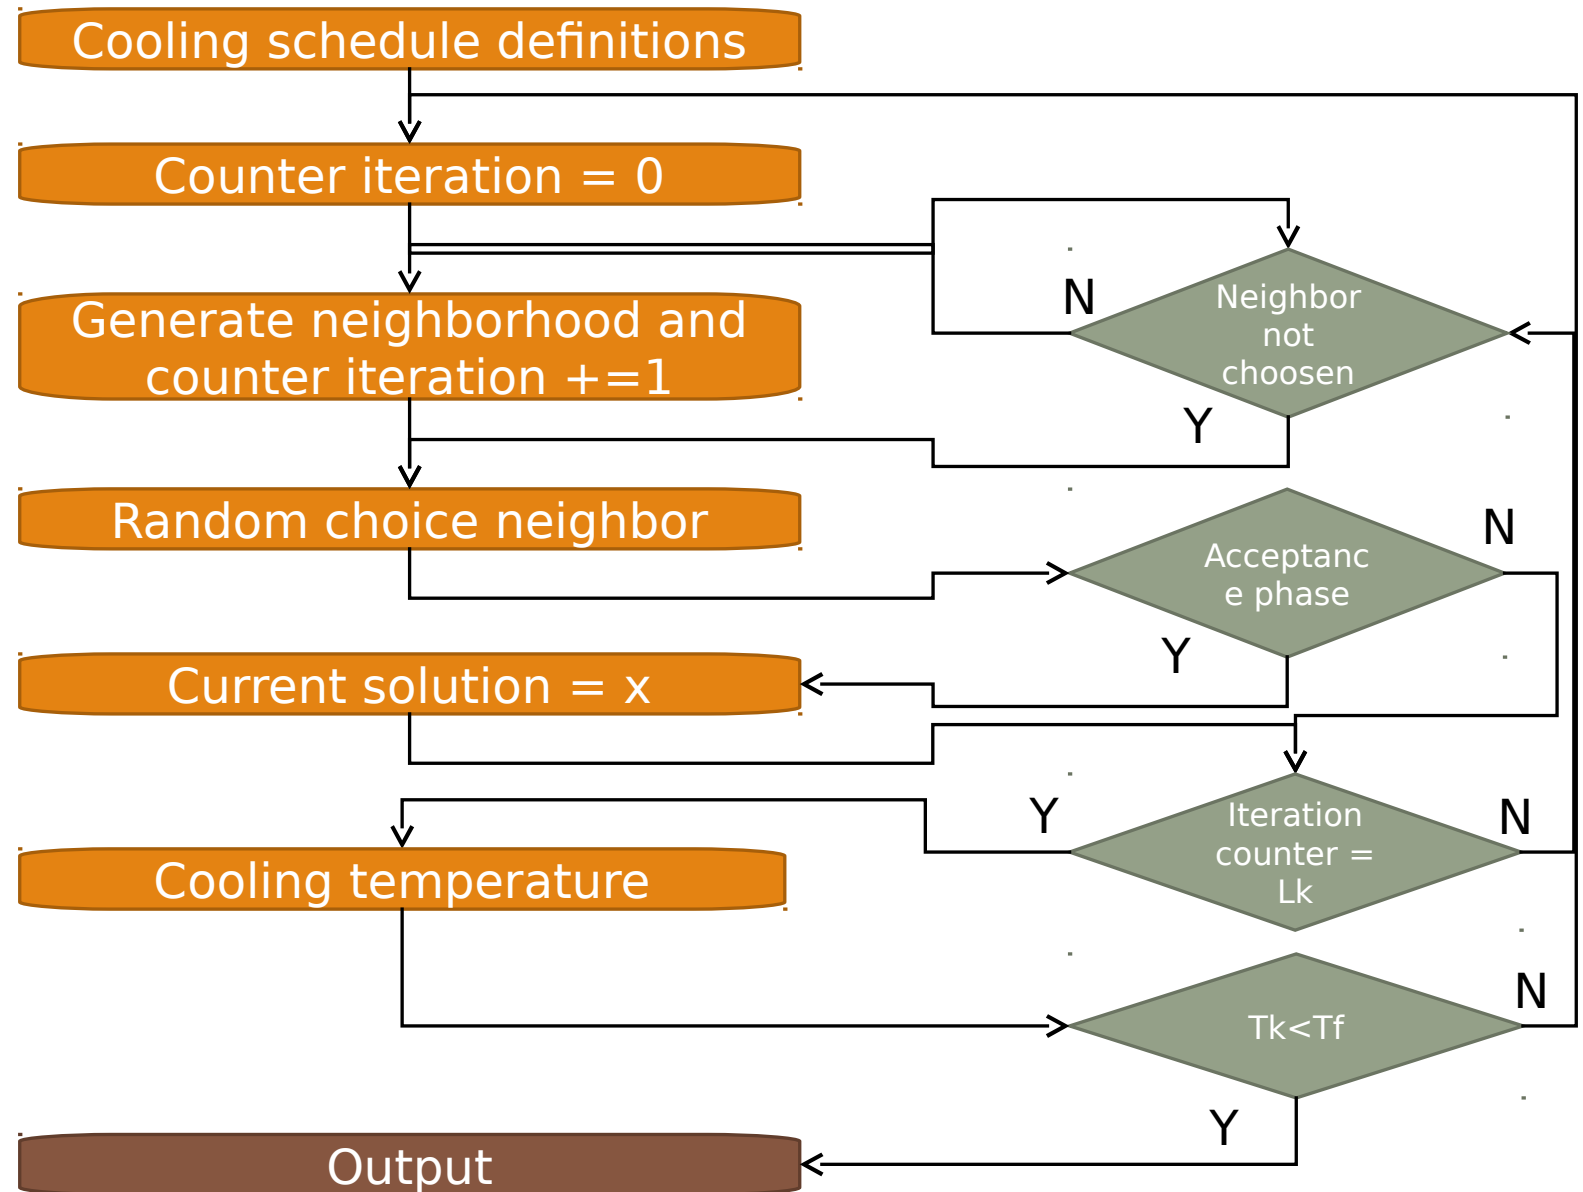 Cooling schedule definitions
Counter iteration = 0
Generate neighborhood and
counter iteration +=1
N
Neighbor
not
choosen
Y
Random choice neighbor
Acceptanc
e phase
N
Y
Current solution = x
Y
Iteration
counter =
Lk
N
Cooling temperature
Tk<Tf
N
Y
Output